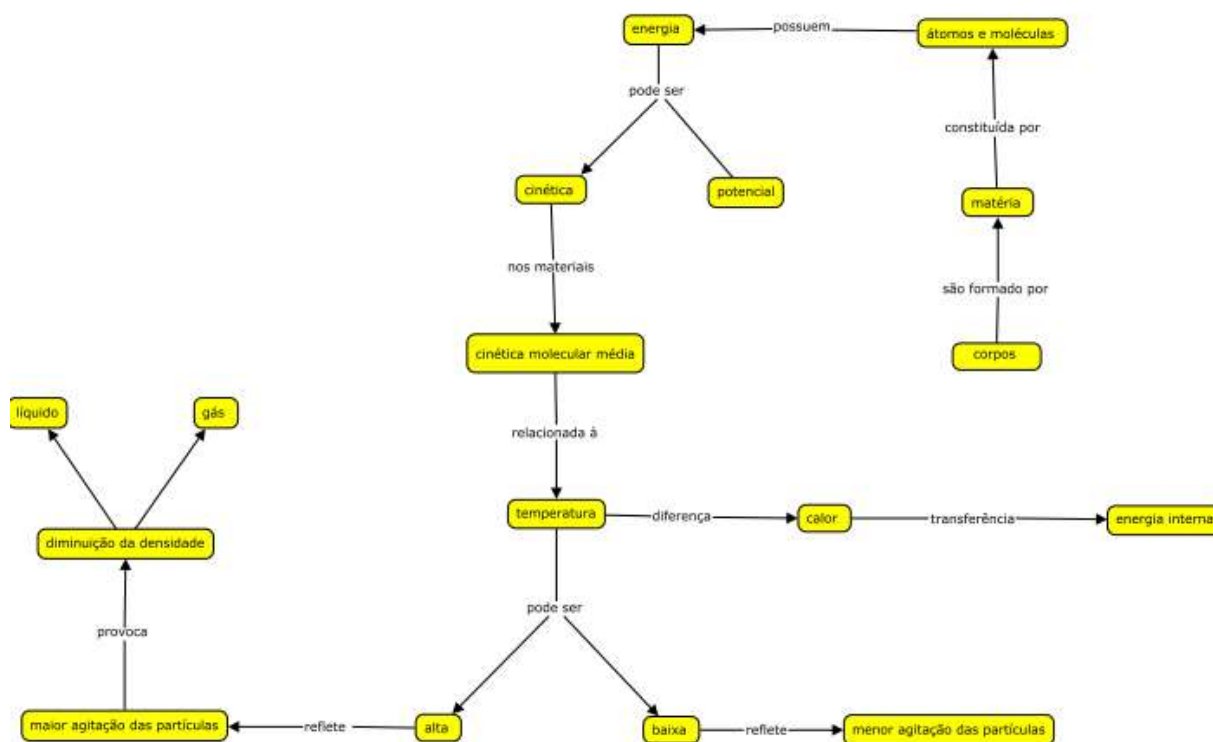 energia
possuem
átomos e moléculas
pode ser
constituída por
cinética
potencial
matéria
nos materiais
são formado por
cinética molecular média
corpos
líquido
gás
relacionada á
temperatura
diferença
calor
transferência
energia interna
diminuição da densidade
pode ser
provoca
maior agitação das partículas
reflete
alta
baixa
reflete
menor agitação das partículas